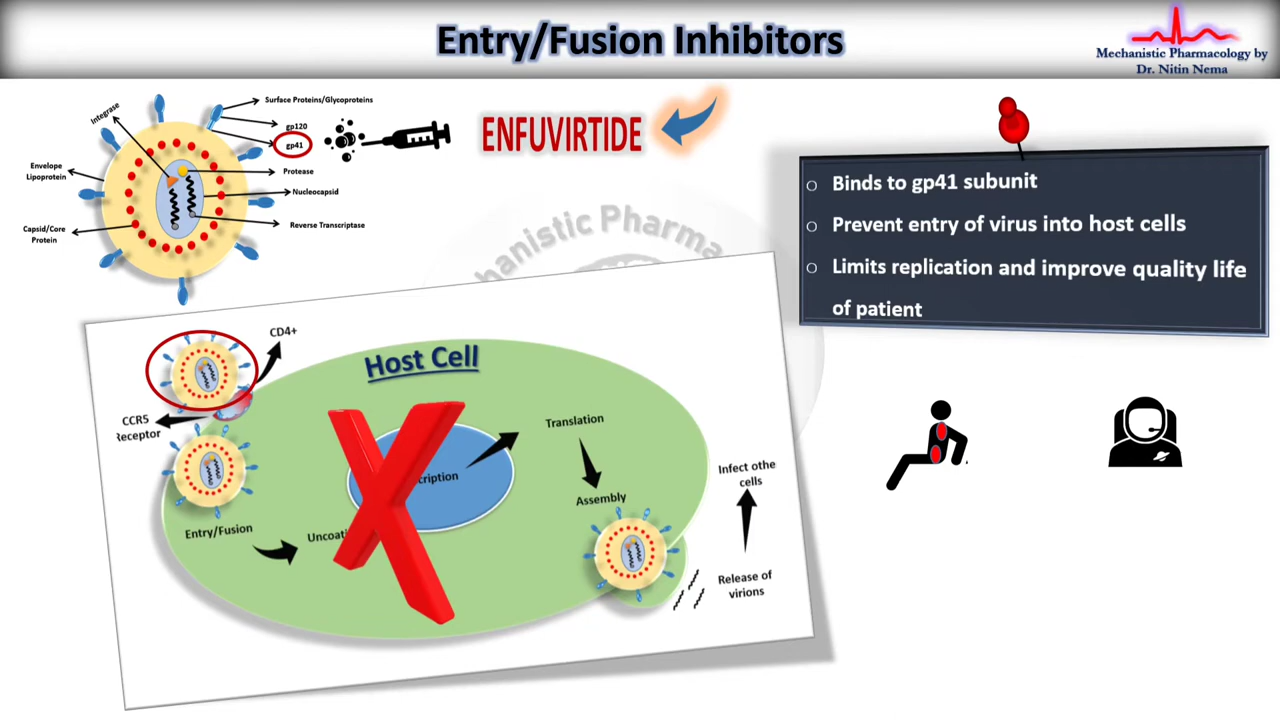 Entry/Fusion Inhibitors
Mechanistic Pharmacology by
Dr. Nitin Nema
Integrase
Surface Proteins/Glycoproteins
gp120
gp41
Protease
Nucleocapsid
Reverse Transcriptase
Envelope
Lipoprotein
Capsid/Core
Protein
ENFUVIRTIDE
Binds to gp41 subunit
Prevent entry of virus into host cells
Limits replication and improve quality life
of patient
CD4+
Host Cell
CCR5
Receptor
Translation
cription
Assembly
Entry/Fusion
Uncoati
Infect othe
cells
Release of
virions